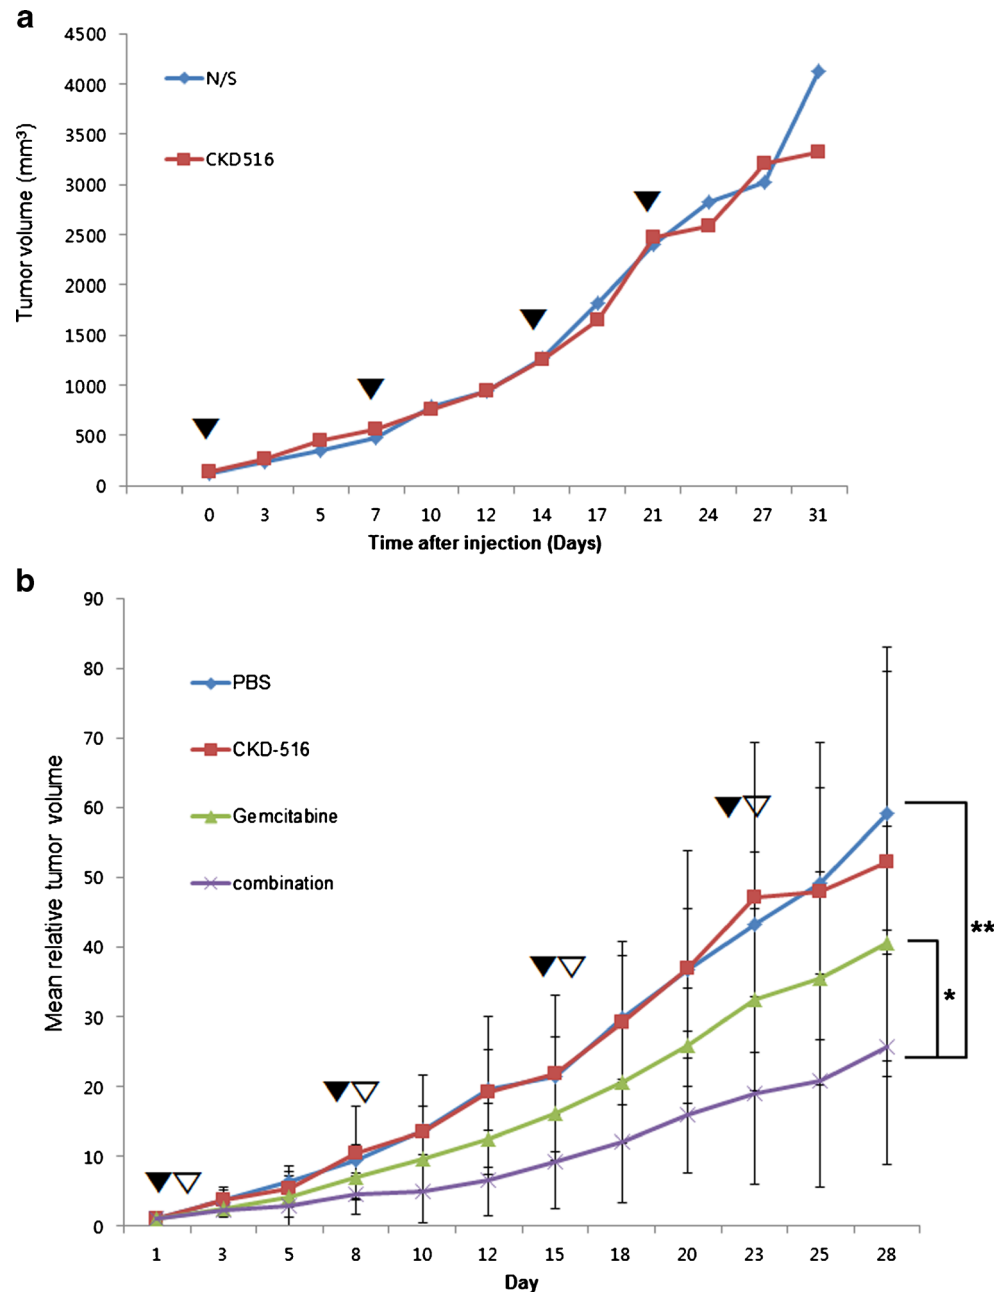 a
Tumor volume (mm³)
4500
4000
3500
3000
2500
2000
1500
1000
500
0
N/S
CKD516
0 3 5 7 10 12 14 17 21 24 27 31
Time after injection (Days)
b
Mean relative tumor volume
90
80
70
60
50
40
30
20
10
0
PBS
CKD-516
Gemcitabine
combination
**
*
1 3 5 8 10 12 15 18 20 23 25 28
Day